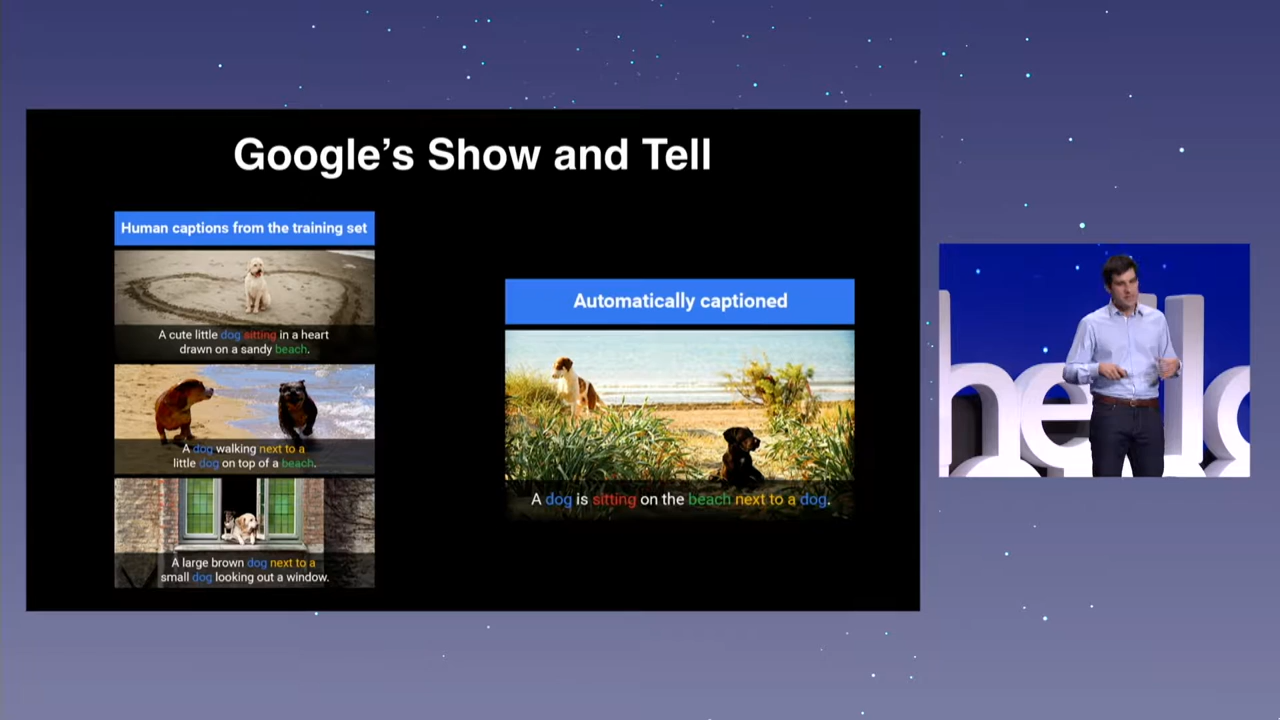 Google's Show and Tell
Human captions from the training set
A cute little dog sitting in a heart
drawn on a sandy beach.
A dog walking next to a
little dog on top of a beach.
A large brown dog next to a
small dog looking out a window.
Automatically captioned
A dog is sitting on the beach next to a dog.
hello